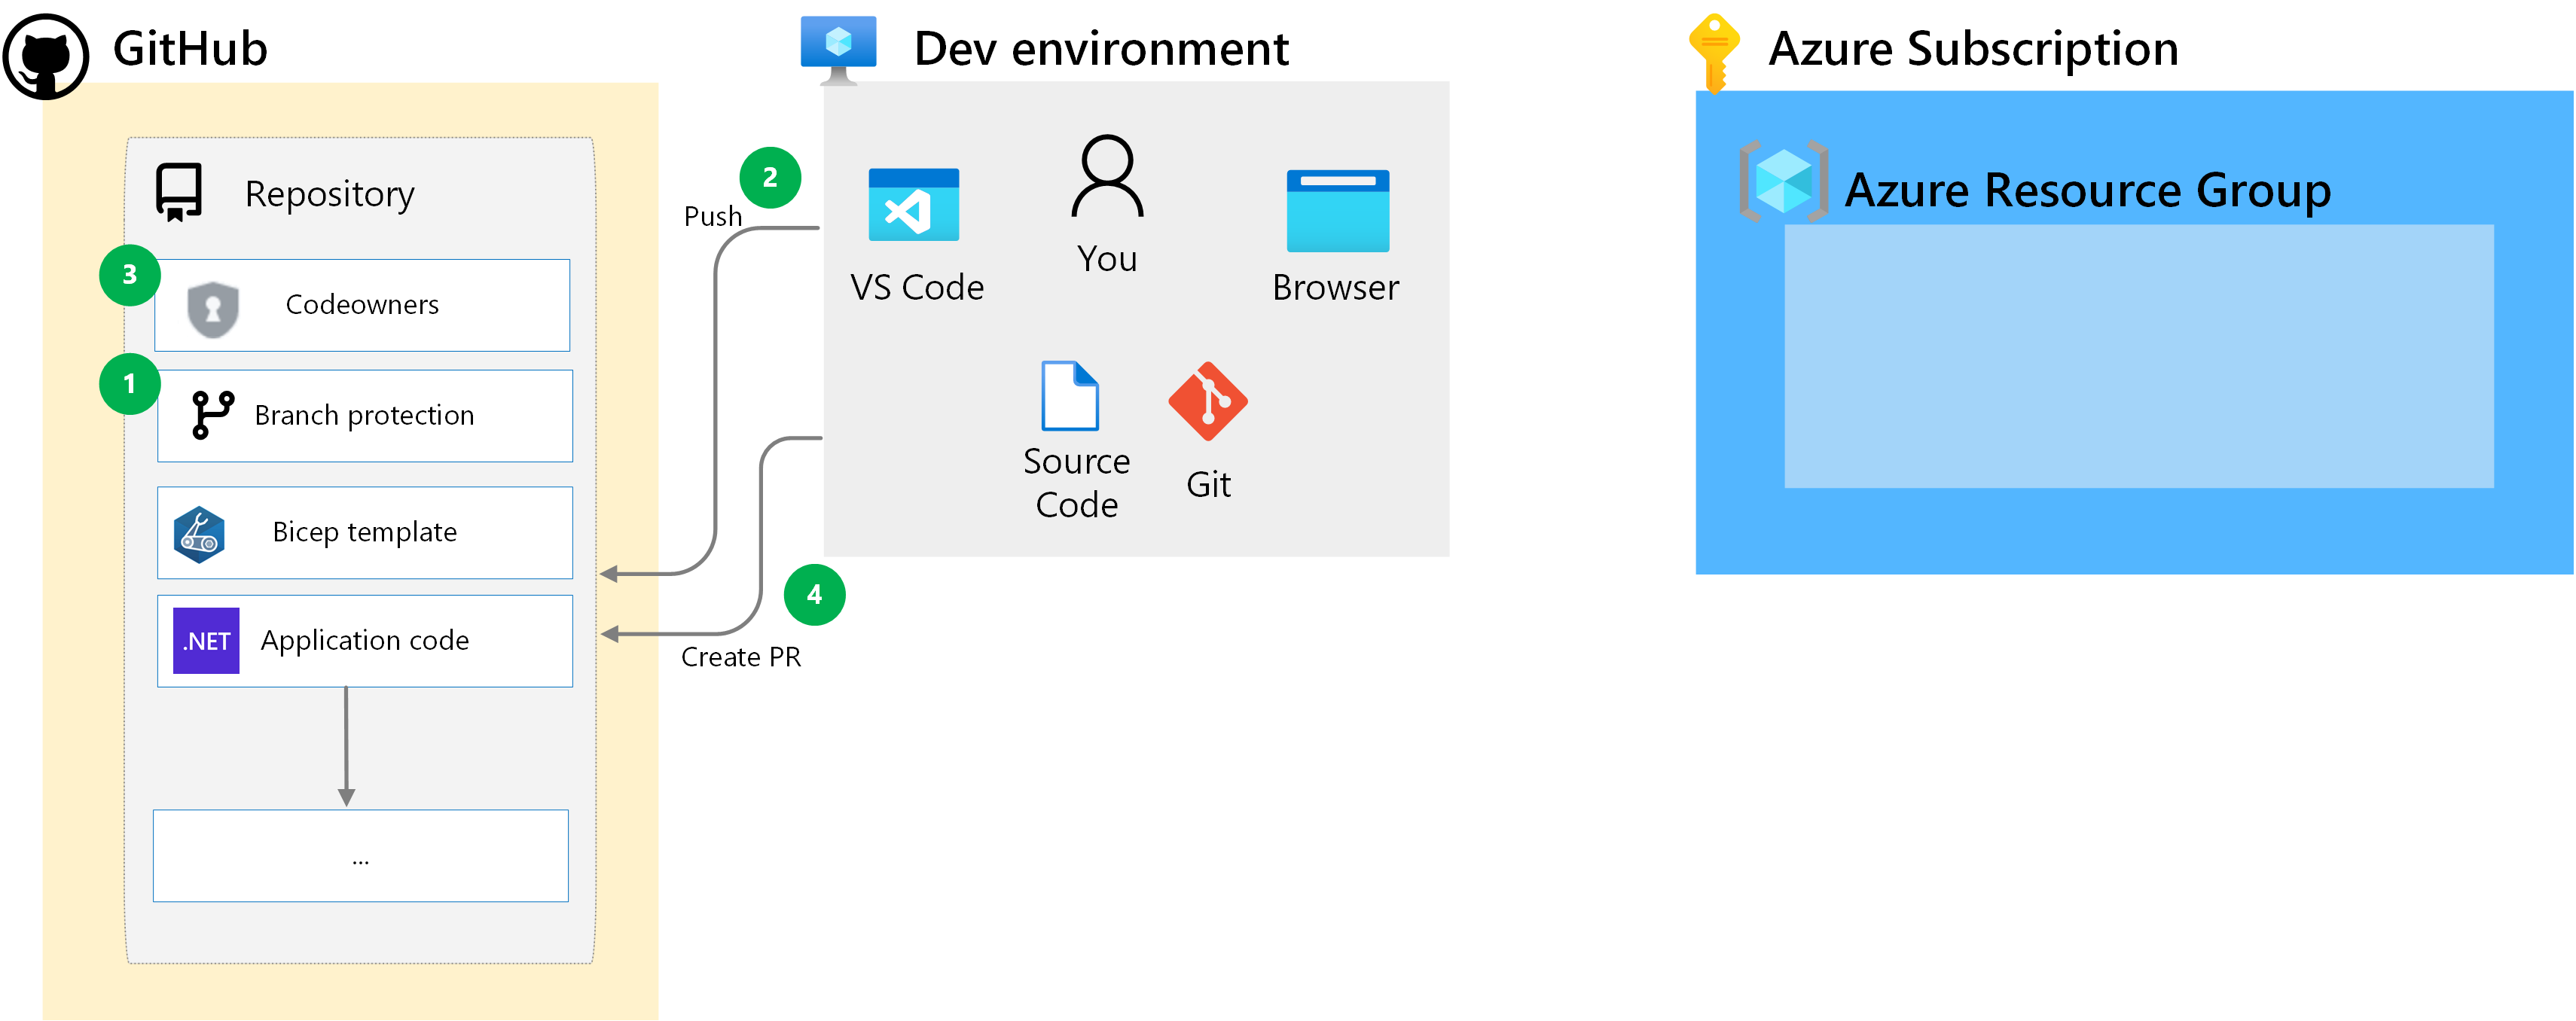 GitHub
Repository
3
Codeowners
1
Branch protection
Bicep template
.NET
Application code
...
Push
2
4
Create PR
Dev environment
VS Code
You
Browser
Source
Code
Git
Azure Subscription
Azure Resource Group